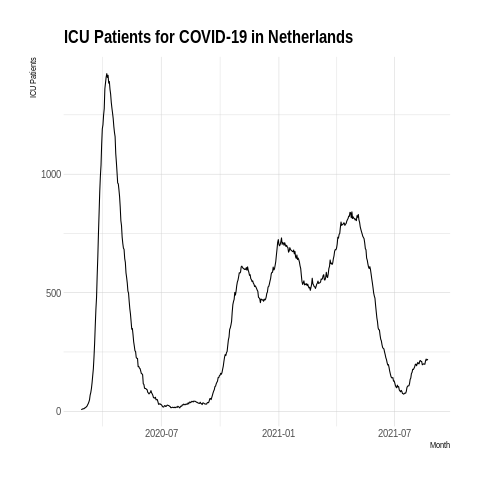 ICU Patients for COVID-19 in Netherlands
ICU Patients
1000
500
0
2020-07
2021-01
2021-07
Month